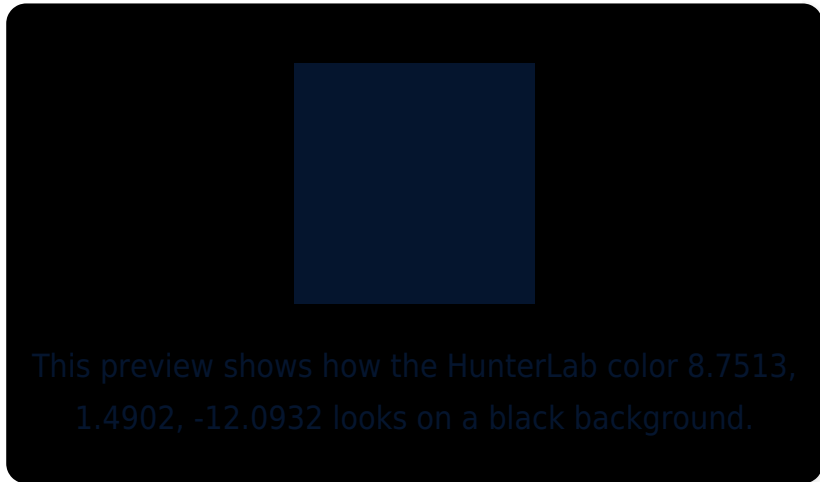 This preview shows how the HunterLab color 8.7513,
1.4902, -12.0932 looks on a black background.